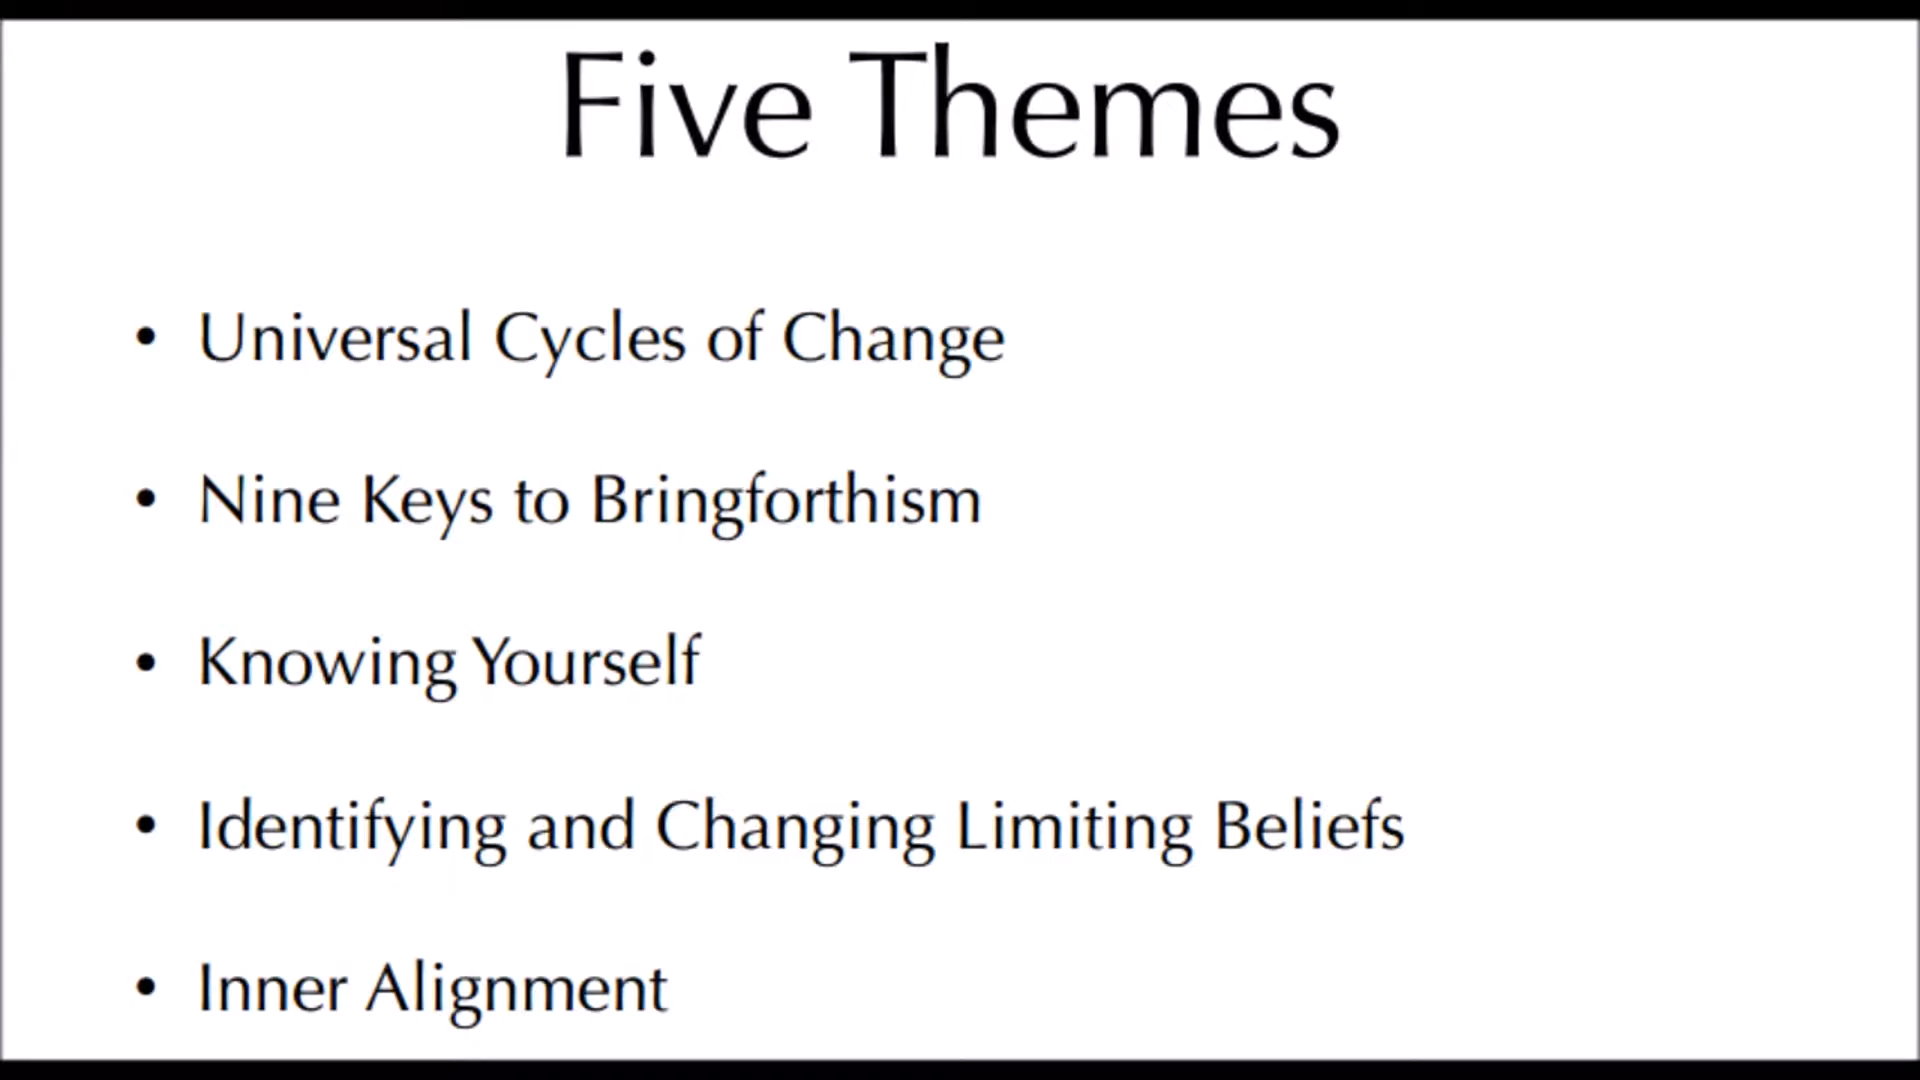 Five Themes
• Universal Cycles of Change
• Nine Keys to Bringforthism
• Knowing Yourself
• Identifying and Changing Limiting Beliefs
• Inner Alignment